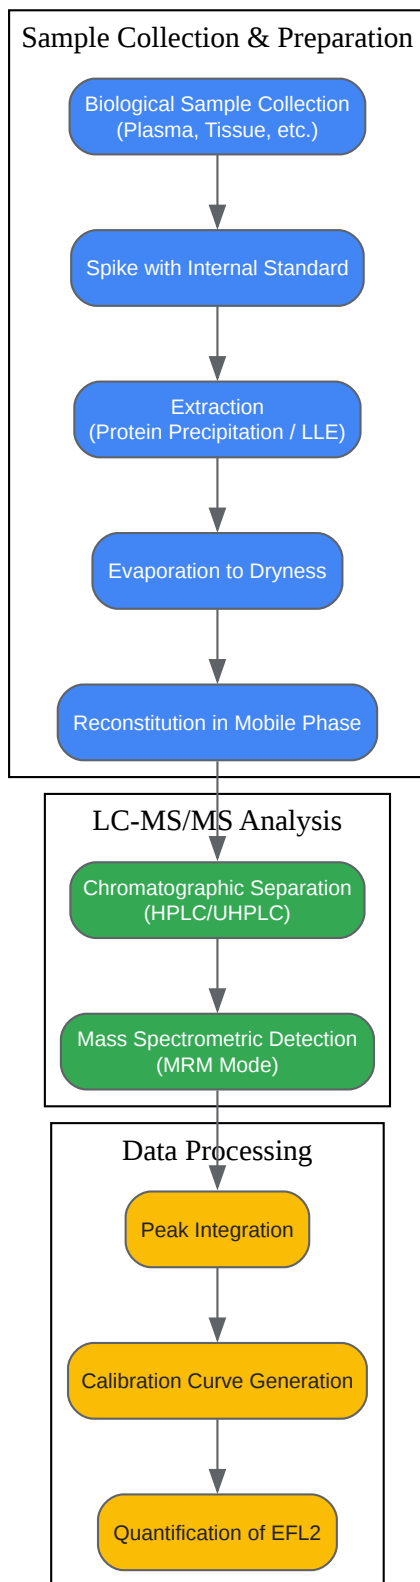 Sample Collection & Preparation
Biological Sample Collection
(Plasma, Tissue, etc.)
Spike with Internal Standard
Extraction
(Protein Precipitation / LLE)
Evaporation to Dryness
Reconstitution in Mobile Phase
LC-MS/MS Analysis
Chromatographic Separation
(HPLC/UHPLC)
Mass Spectrometric Detection
(MRM Mode)
Data Processing
Peak Integration
Calibration Curve Generation
Quantification of EFL2